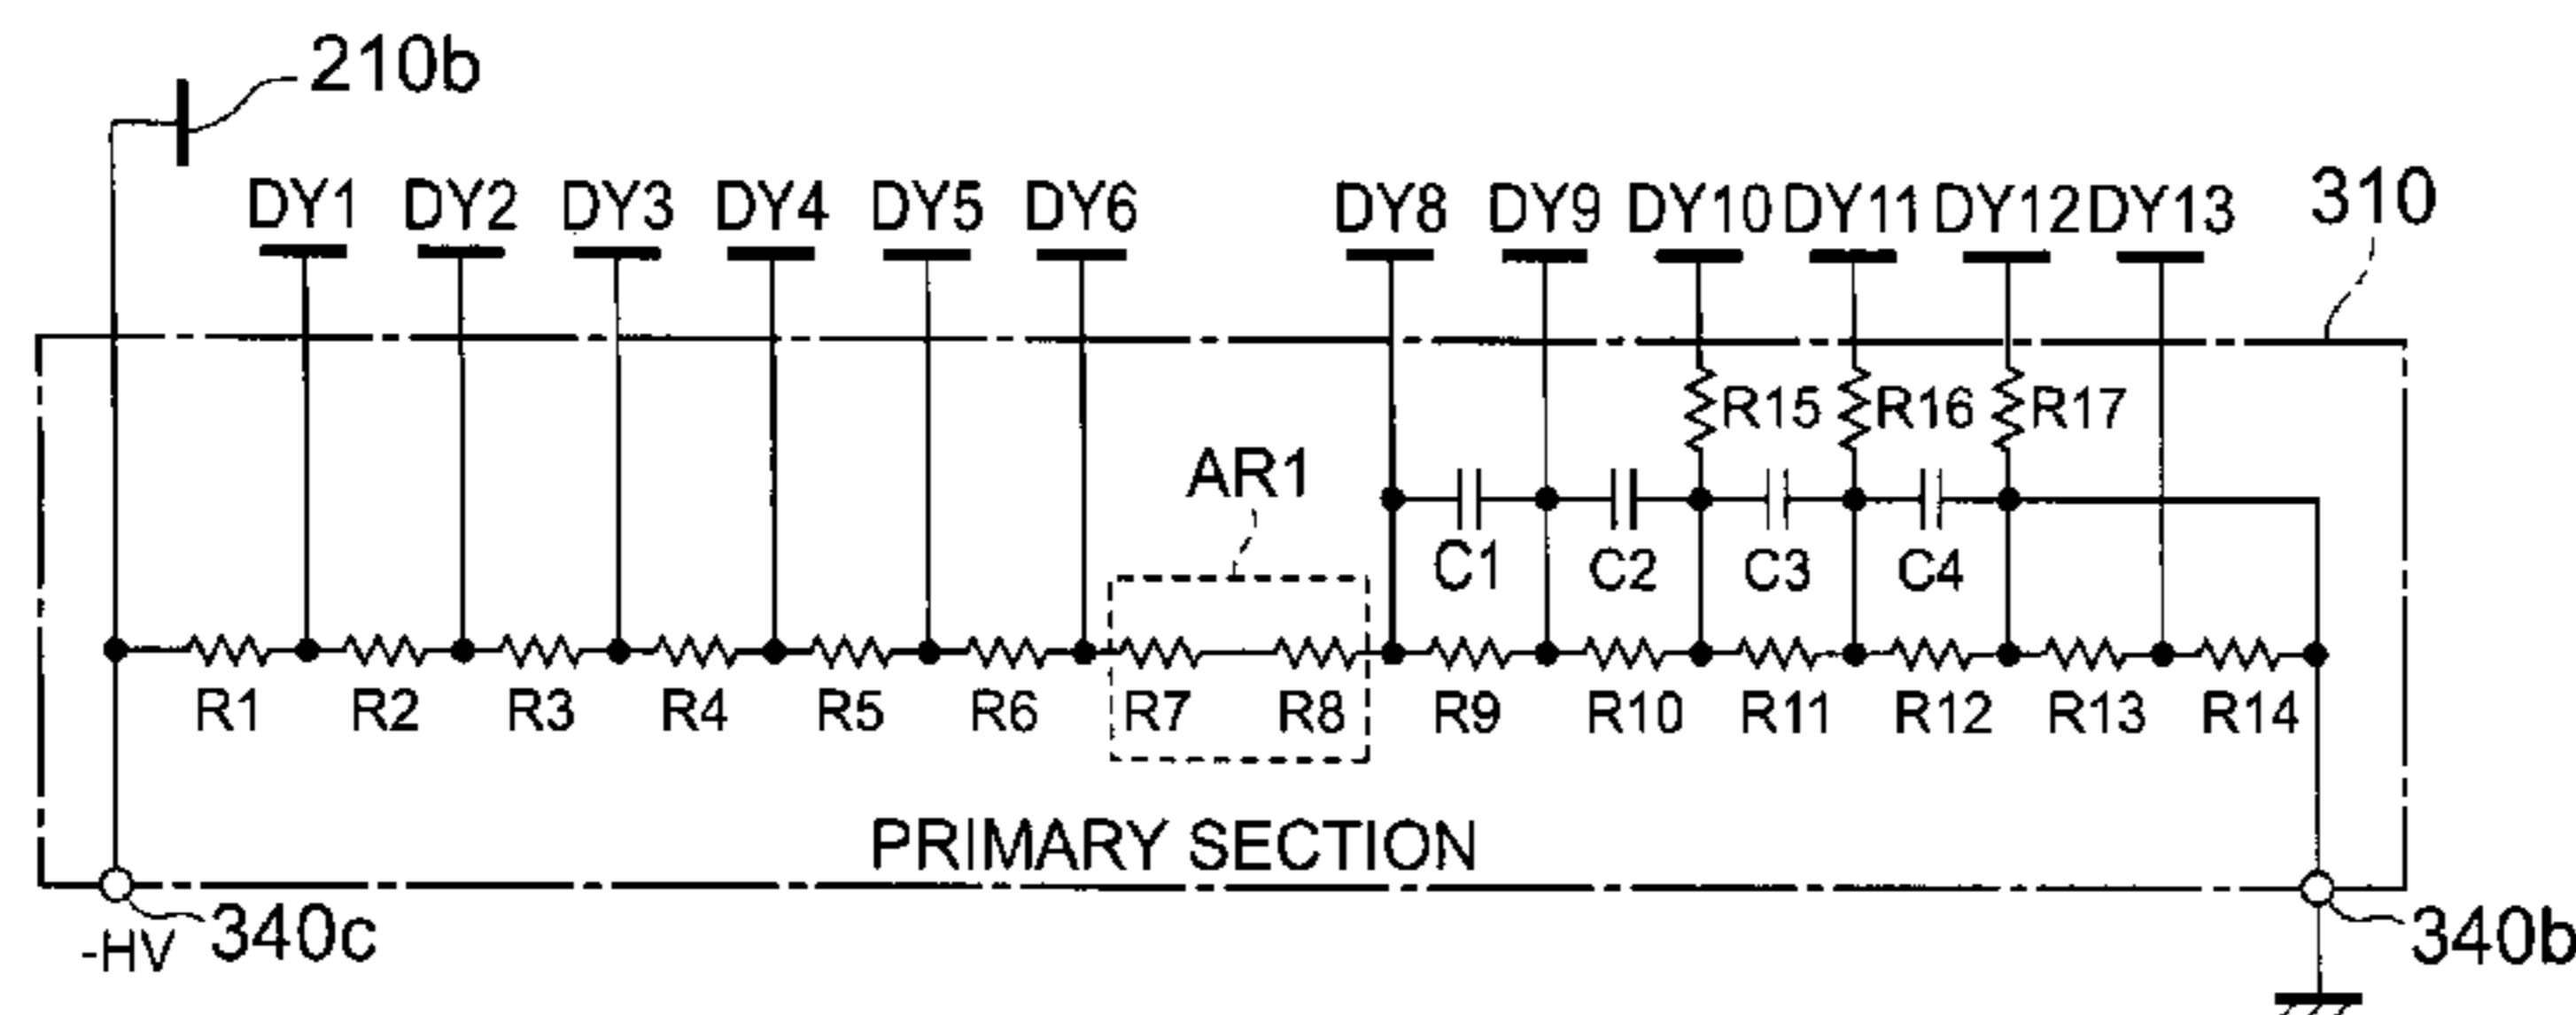 210b
DY1 DY2 DY3 DY4 DY5 DY6 DY8 DY9 DY10 DY11 DY12 DY13 310
R15 R16 R17
AR1
C1 C2 C3 C4
R1 R2 R3 R4 R5 R6 R7 R8 R9 R10 R11 R12 R13 R14
PRIMARY SECTION
-HV 340c 340b